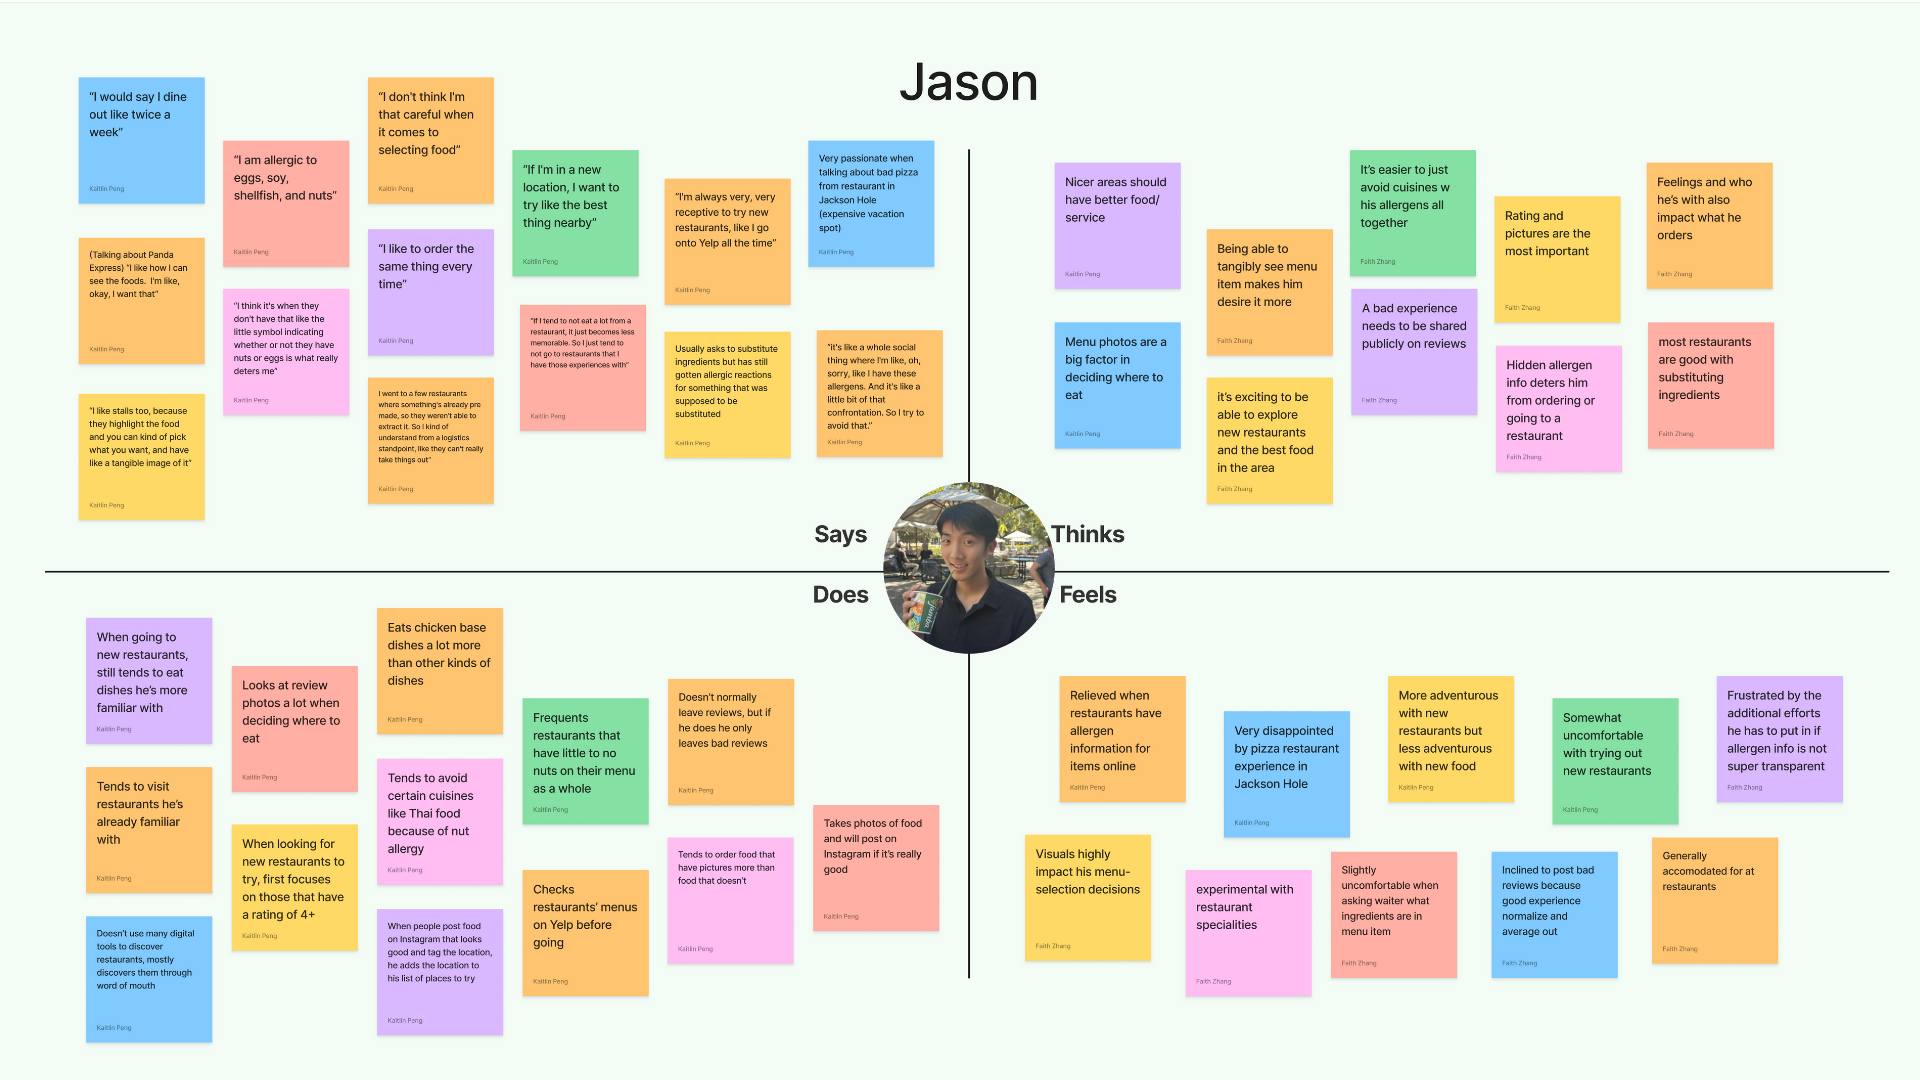 Jason
“I would say I dine
out like twice a
week”
Kaitlin Peng
“I am allergic to
eggs, soy,
shellfish, and nuts”
Kaitlin Peng
“I don't think I'm
that careful when
it comes to
selecting food”
Kaitlin Peng
“If I'm in a new
location, I want to
try like the best
thing nearby”
Kaitlin Peng
“I'm always very, very
receptive to try new
restaurants, like I go
onto Yelp all the time”
Kaitlin Peng
Very passionate when
talking about bad pizza
from restaurant in
Jackson Hole
(expensive vacation
spot)
Kaitlin Peng
(Talking about Panda
Express) “I like how I can
see the foods.  I'm like,
okay, I want that”
Kaitlin Peng
“I think it's when they
don't have that like the
little symbol indicating
whether or not they have
nuts or eggs is what really
deters me”
Kaitlin Peng
“I like to order the
same thing every
time”
Kaitlin Peng
“If I tend to not eat a lot from a
restaurant, it just becomes less
memorable. So I just tend to
not go to restaurants that I
have those experiences with”
Kaitlin Peng
Usually asks to substitute
ingredients but has still
gotten allergic reactions
for something that was
supposed to be
substituted
Kaitlin Peng
“it's like a whole social
thing where I'm like, oh,
sorry, like I have these
allergens. And it's like a
little bit of that
confrontation. So I try to
avoid that.”
Kaitlin Peng
“I like stalls too, because
they highlight the food
and you can kind of pick
what you want, and have
like a tangible image of it”
Kaitlin Peng
I went to a few restaurants
where something's already pre
made, so they weren't able to
extract it. So I kind of
understand from a logistics
standpoint, like they can't really
take things out”
Kaitlin Peng
Says
Nicer areas should
have better food/
service
Kaitlin Peng
Being able to
tangibly see menu
item makes him
desire it more
Faith Zhang
It's easier to just
avoid cuisines w
his allergens all
together
Faith Zhang
Rating and
pictures are the
most important
Faith Zhang
Feelings and who
he's with also
impact what he
orders
Faith Zhang
Menu photos are a
big factor in
deciding where to
eat
Kaitlin Peng
it's exciting to be
able to explore
new restaurants
and the best food
in the area
Faith Zhang
A bad experience
needs to be shared
publicly on reviews
Faith Zhang
Hidden allergen
info deters him
from ordering or
going to a
restaurant
Faith Zhang
most restaurants
are good with
substituting
ingredients
Faith Zhang
Thinks
Does
When going to
new restaurants,
still tends to eat
dishes he's more
familiar with
Kaitlin Peng
Looks at review
photos a lot when
deciding where to
eat
Kaitlin Peng
Eats chicken base
dishes a lot more
than other kinds of
dishes
Kaitlin Peng
Frequents
restaurants that
have little to no
nuts on their menu
as a whole
Kaitlin Peng
Doesn't normally
leave reviews, but if
he does he only
leaves bad reviews
Kaitlin Peng
Takes photos of food
and will post on
Instagram if it's really
good
Kaitlin Peng
Tends to visit
restaurants he's
already familiar
with
Kaitlin Peng
When looking for
new restaurants to
try, first focuses
on those that have
a rating of 4+
Kaitlin Peng
Tends to avoid
certain cuisines
like Thai food
because of nut
allergy
Kaitlin Peng
Checks
restaurants' menus
on Yelp before
going
Kaitlin Peng
Tends to order food that
have pictures more than
food that doesn't
Kaitlin Peng
Doesn't use many digital
tools to discover
restaurants, mostly
discovers them through
word of mouth
Kaitlin Peng
When people post food
on Instagram that looks
good and tag the location,
he adds the location to
his list of places to try
Kaitlin Peng
Feels
Relieved when
restaurants have
allergen
information for
items online
Kaitlin Peng
Very disappointed
by pizza restaurant
experience in
Jackson Hole
Kaitlin Peng
More adventurous
with new
restaurants but
less adventurous
with new food
Kaitlin Peng
Somewhat
uncomfortable
with trying out
new restaurants
Kaitlin Peng
Frustrated by the
additional efforts
he has to put in if
allergen info is not
super transparent
Faith Zhang
Visuals highly
impact his menu-
selection decisions
Faith Zhang
experimental with
restaurant
specialities
Faith Zhang
Slightly
uncomfortable when
asking waiter what
ingredients are in
menu item
Faith Zhang
Inclined to post bad
reviews because
good experience
normalize and
average out
Faith Zhang
Generally
accomodated for at
restaurants
Faith Zhang
Jamba